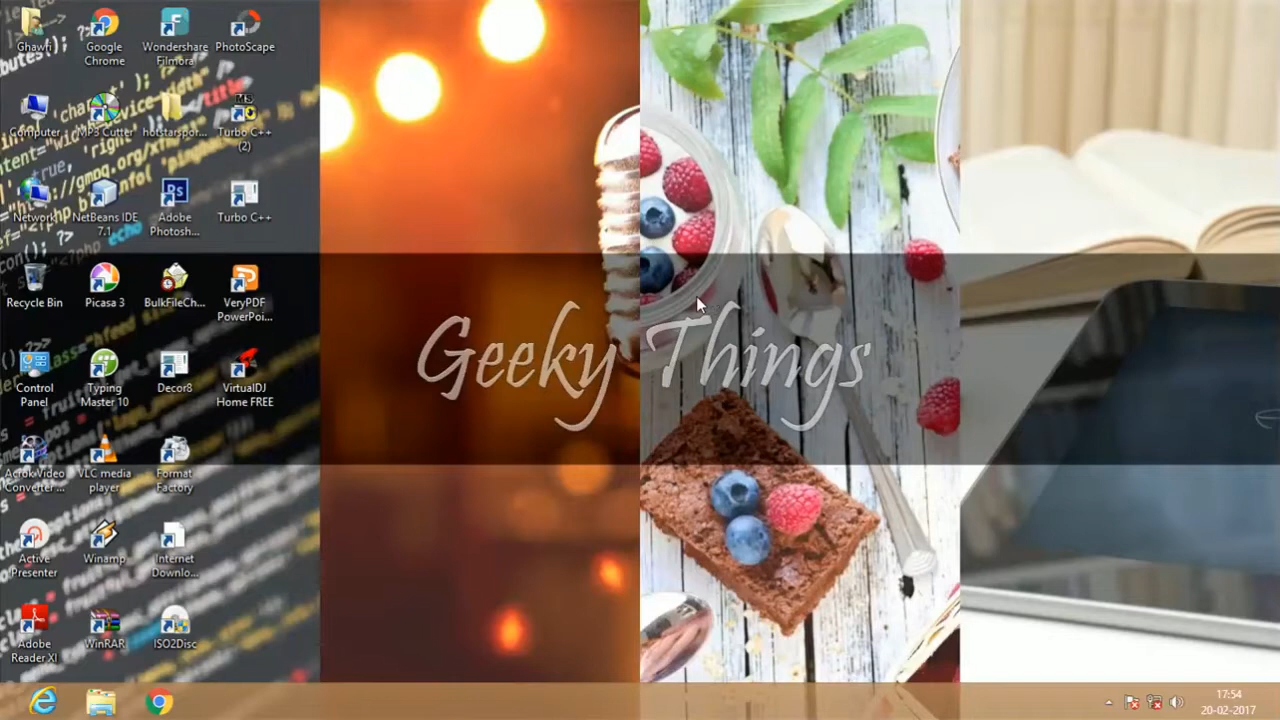 Ghawri
Google
Chrome
Wondershare
Filmora
PhotoScape
Computer
MP3 Cutter
hotstarspor...
Turbo C++
(2)
Network
NetBeans IDE
7.1
Adobe
Photosh...
Turbo C++
Recycle Bin
Picasa 3
BulkFileCh...
VeryPDF
PowerPoi...
Control
Panel
Typing
Master 10
Decor8
VirtualDJ
Home FREE
Video
Converter ...
VLC media
player
Format
Factory
Active
Presenter
Winamp
Internet
Downlo...
Adobe
Reader XI
WinRAR
ISO2Disc
Geeky Things
17:54
20-02-2017